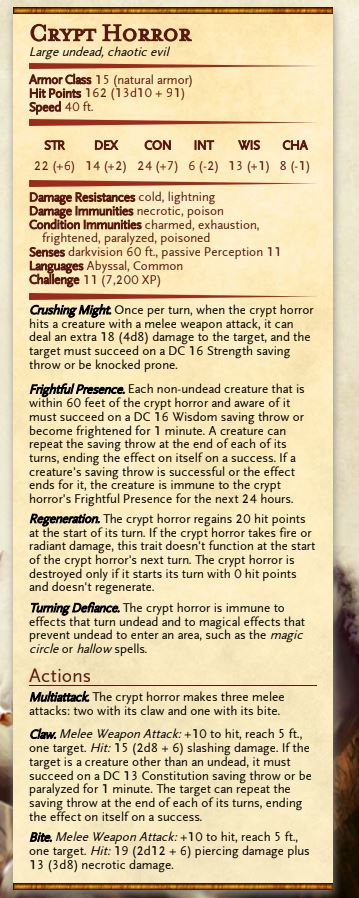 Crypt Horror
Large undead, chaotic evil
Armor Class 15 (natural armor)
Hit Points 162 (13d10 + 91)
Speed 40 ft.
STR DEX CON INT WIS CHA
22 (+6) 14 (+2) 24 (+7) 6 (-2) 13 (+1) 8 (-1)
Damage Resistances cold, lightning
Damage Immunities necrotic, poison
Condition Immunities charmed, exhaustion,
frightened, paralyzed, poisoned
Senses darkvision 60 ft., passive Perception 11
Languages Abyssal, Common
Challenge 11 (7,200 XP)
Crushing Might. Once per turn, when the crypt horror
hits a creature with a melee weapon attack, it can
deal an extra 18 (4d8) damage to the target, and the
target must succeed on a DC 16 Strength saving
throw or be knocked prone.
Frightful Presence. Each non-undead creature that is
within 60 feet of the crypt horror and aware of it
must succeed on a DC 16 Wisdom saving throw or
become frightened for 1 minute. A creature can
repeat the saving throw at the end of each of its
turns, ending the effect on itself on a success. If a
creature's saving throw is successful or the effect
ends for it, the creature is immune to the crypt
horror's Frightful Presence for the next 24 hours.
Regeneration. The crypt horror regains 20 hit points
at the start of its turn. If the crypt horror takes fire or
radiant damage, this trait doesn't function at the start
of the crypt horror's next turn. The crypt horror is
destroyed only if it starts its turn with 0 hit points
and doesn't regenerate.
Turning Defiance. The crypt horror is immune to
effects that turn undead and to magical effects that
prevent undead to enter an area, such as the magic
circle or hallow spells.
Actions
Multiattack. The crypt horror makes three melee
attacks: two with its claw and one with its bite.
Claw. Melee Weapon Attack: +10 to hit, reach 5 ft.,
one target. Hit: 15 (2d8 + 6) slashing damage. If the
target is a creature other than an undead, it must
succeed on a DC 13 Constitution saving throw or be
paralyzed for 1 minute. The target can repeat the
saving throw at the end of each of its turns, ending
the effect on itself on a success.
Bite. Melee Weapon Attack: +10 to hit, reach 5 ft.,
one target. Hit: 19 (2d12 + 6) piercing damage plus
13 (3d8) necrotic damage.